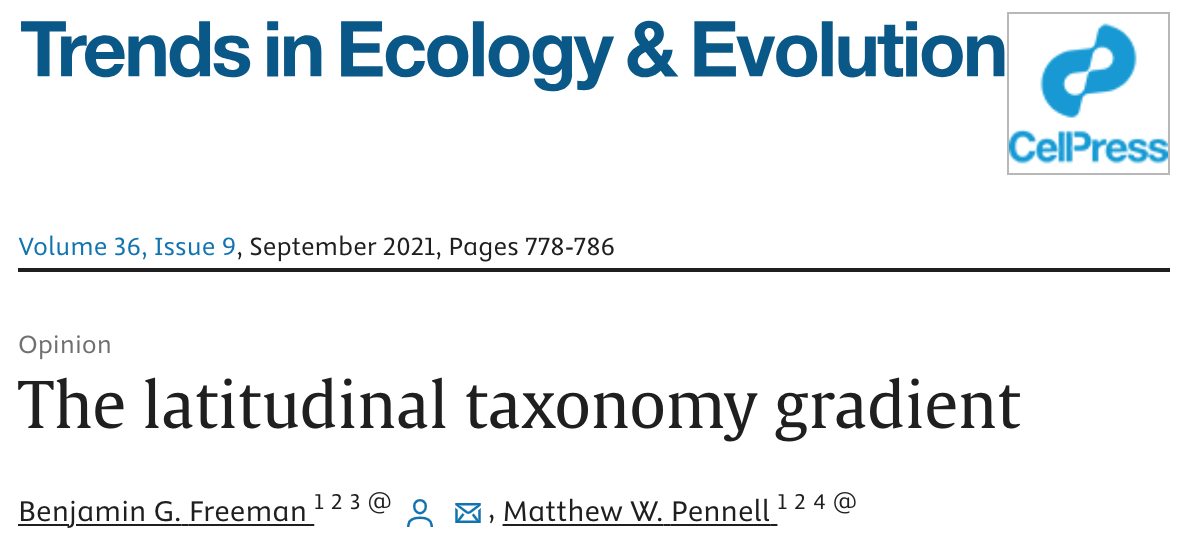 Trends in Ecology & Evolution
CellPress
Volume 36, Issue 9, September 2021, Pages 778-786
Opinion
The latitudinal taxonomy gradient
Benjamin G. Freeman 1 2 3 @ , Matthew W. Pennell 1 2 4 @